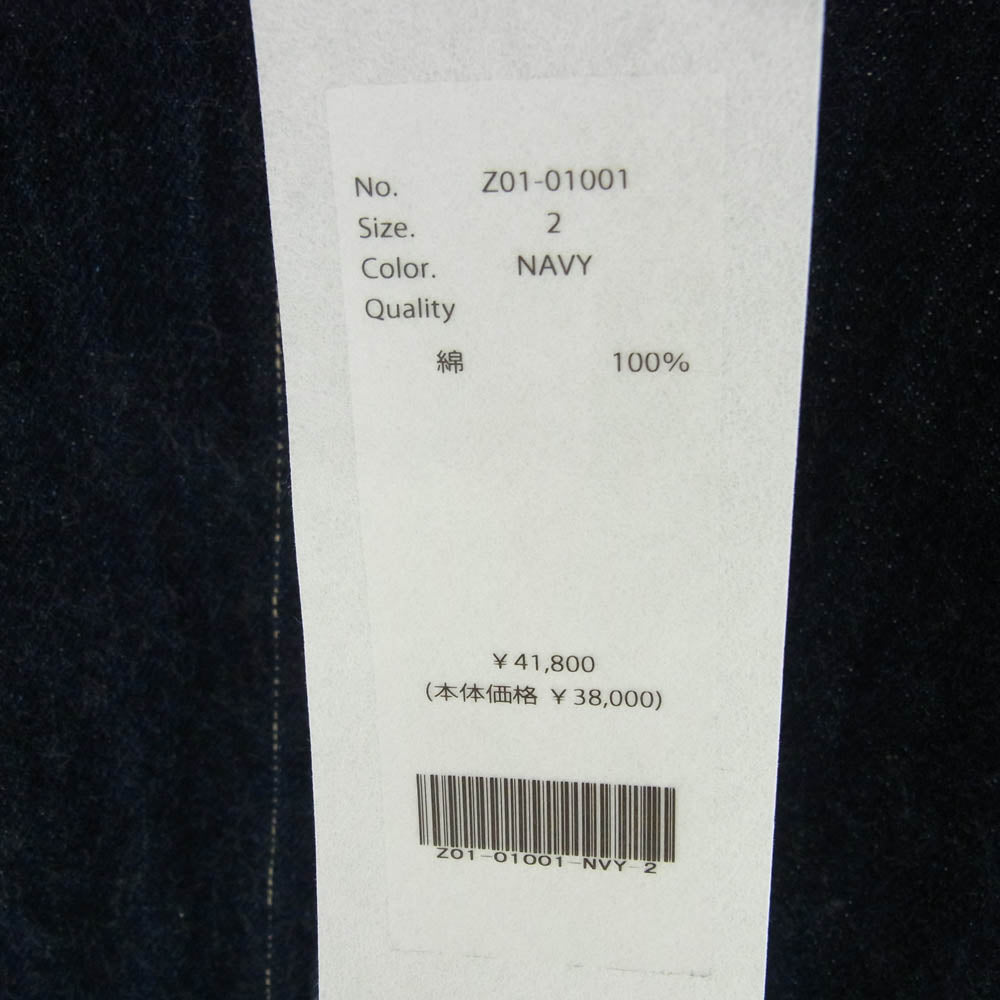 No. Z01-01001
Size. 2
Color. NAVY
Quality
綿 100%
¥41,800
(本体価格 ¥38,000)
Z01-01001-NVY-2